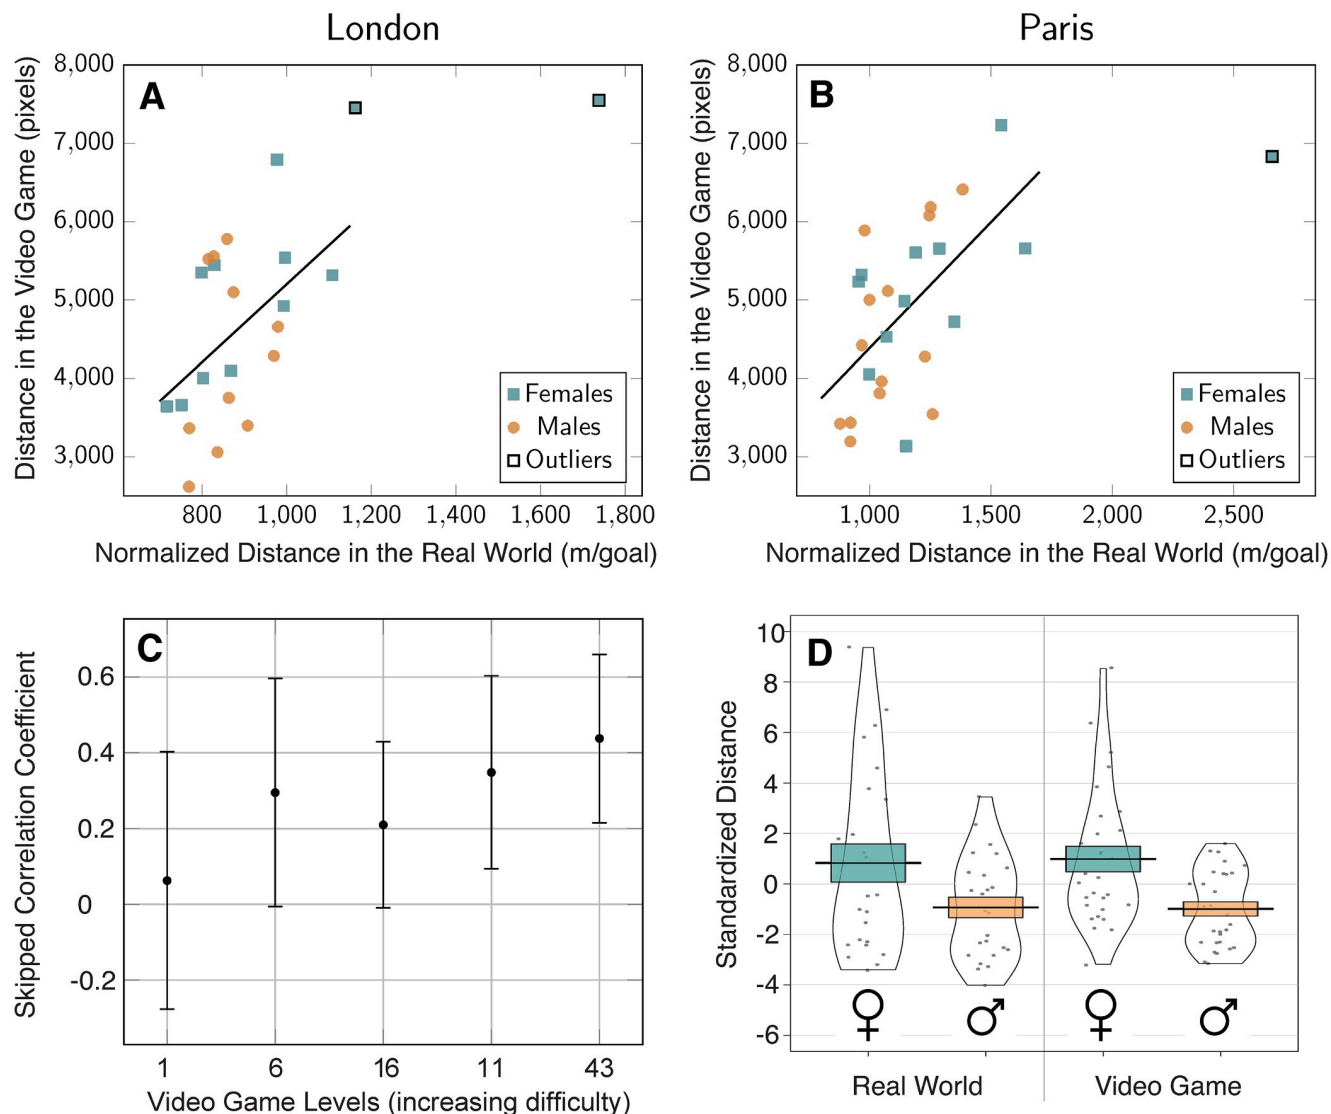 London
A
8,000
7,000
6,000
5,000
4,000
3,000
Distance in the Video Game (pixels)
Females
Males
Outliers
800 1,000 1,200 1,400 1,600 1,800
Normalized Distance in the Real World (m/goal)
Paris
B
8,000
7,000
6,000
5,000
4,000
3,000
Distance in the Video Game (pixels)
Females
Males
Outliers
1,000 1,500 2,000 2,500
Normalized Distance in the Real World (m/goal)
C
0.6
0.4
0.2
0
-0.2
Skipped Correlation Coefficient
1 6 16 11 43
Video Game Levels (increasing difficulty)
D
10
8
6
4
2
0
-2
-4
-6
Standardized Distance
♀ ♂ ♀ ♂
Real World Video Game